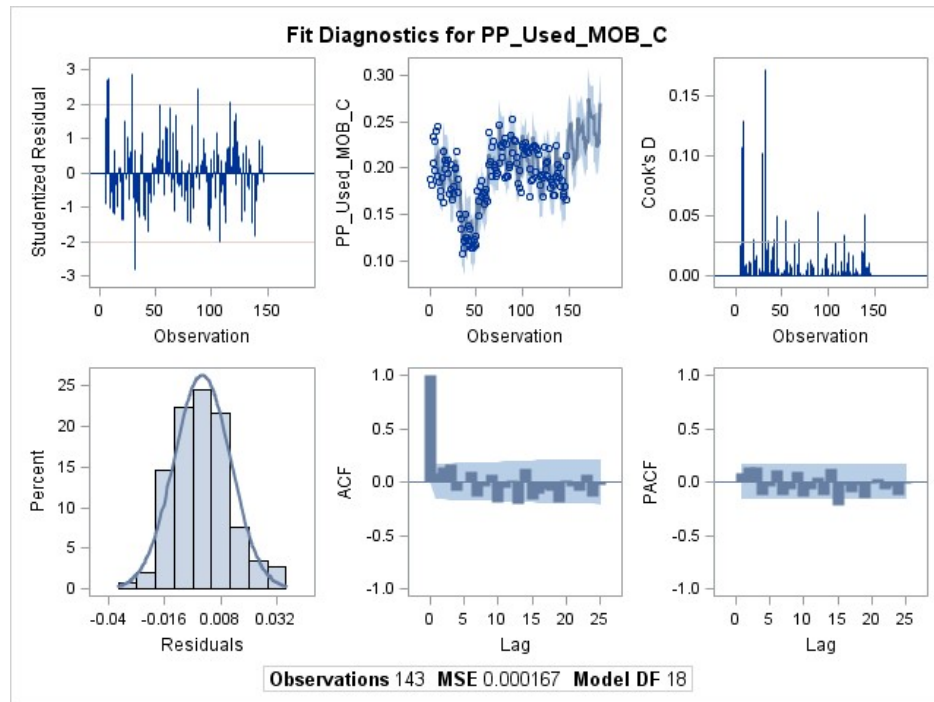 Fit Diagnostics for PP_Used_MOB_C
Studentized Residual
3
2
1
0
-1
-2
-3
0 50 100 150
Observation
PP_Used_MOB_C
0.30
0.25
0.20
0.15
0.10
0 50 100 150
Observation
Cook's D
0.15
0.10
0.05
0.00
0 50 100 150
Observation
Percent
25
20
15
10
5
0
-0.04 -0.016 0.008 0.032
Residuals
ACF
1.0
0.5
0.0
-0.5
-1.0
0 5 10 15 20 25
Lag
PACF
1.0
0.5
0.0
-0.5
-1.0
0 5 10 15 20 25
Lag
Observations 143 MSE 0.000167 Model DF 18